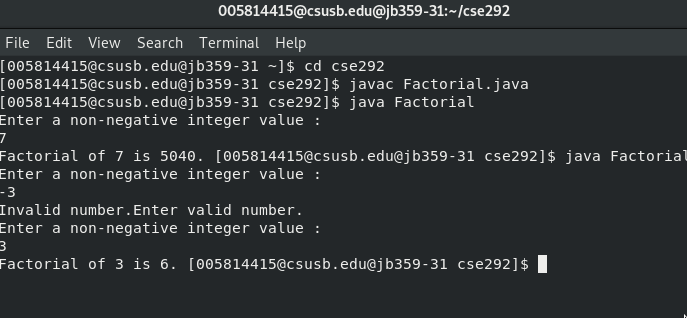 005814415@csusb.edu@jb359-31:~/cse292
File Edit View Search Terminal Help
[005814415@csusb.edu@jb359-31 ~]$ cd cse292
[005814415@csusb.edu@jb359-31 cse292]$ javac Factorial.java
[005814415@csusb.edu@jb359-31 cse292]$ java Factorial
Enter a non-negative integer value :
7
Factorial of 7 is 5040. [005814415@csusb.edu@jb359-31 cse292]$ java Factorial
Enter a non-negative integer value :
-3
Invalid number.Enter valid number.
Enter a non-negative integer value :
3
Factorial of 3 is 6. [005814415@csusb.edu@jb359-31 cse292]$